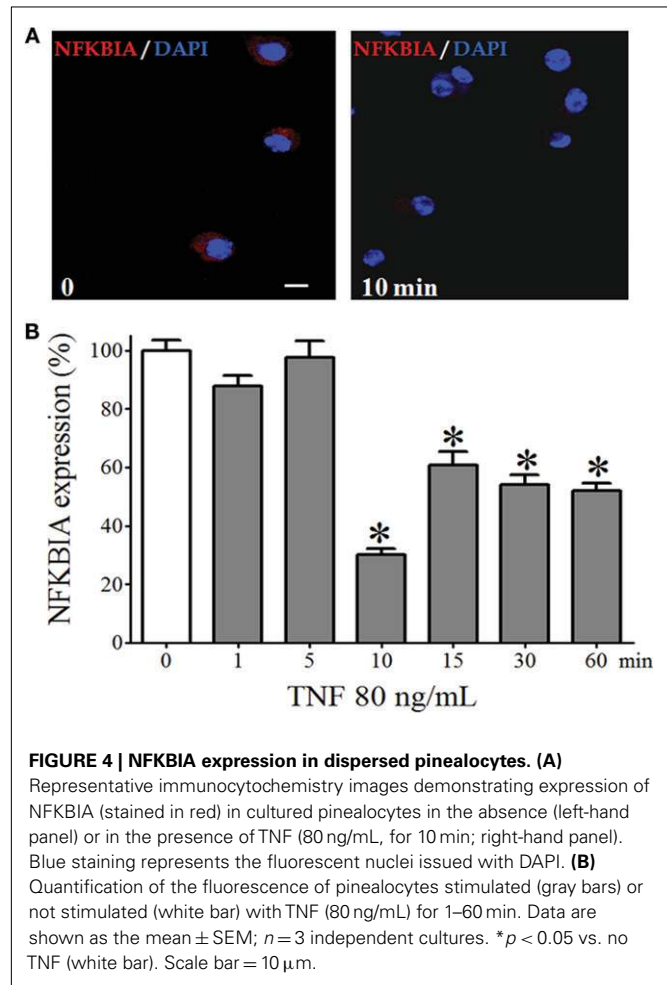 A
NFKBIA/DAPI
NFKBIA/DAPI
0
10 min
B
NFKBIA expression (%)
100
80
60
40
20
0
* * * *
0 1 5 10 15 30 60 min
TNF 80 ng/mL
FIGURE 4 | NFKBIA expression in dispersed pinealocytes. (A)
Representative immunocytochemistry images demonstrating expression of
NFKBIA (stained in red) in cultured pinealocytes in the absence (left-hand
panel) or in the presence of TNF (80 ng/mL, for 10 min; right-hand panel).
Blue staining represents the fluorescent nuclei issued with DAPI. (B)
Quantification of the fluorescence of pinealocytes stimulated (gray bars) or
not stimulated (white bar) with TNF (80 ng/mL) for 1–60 min. Data are
shown as the mean ± SEM; n = 3 independent cultures. *p < 0.05 vs. no
TNF (white bar). Scale bar = 10 μm.